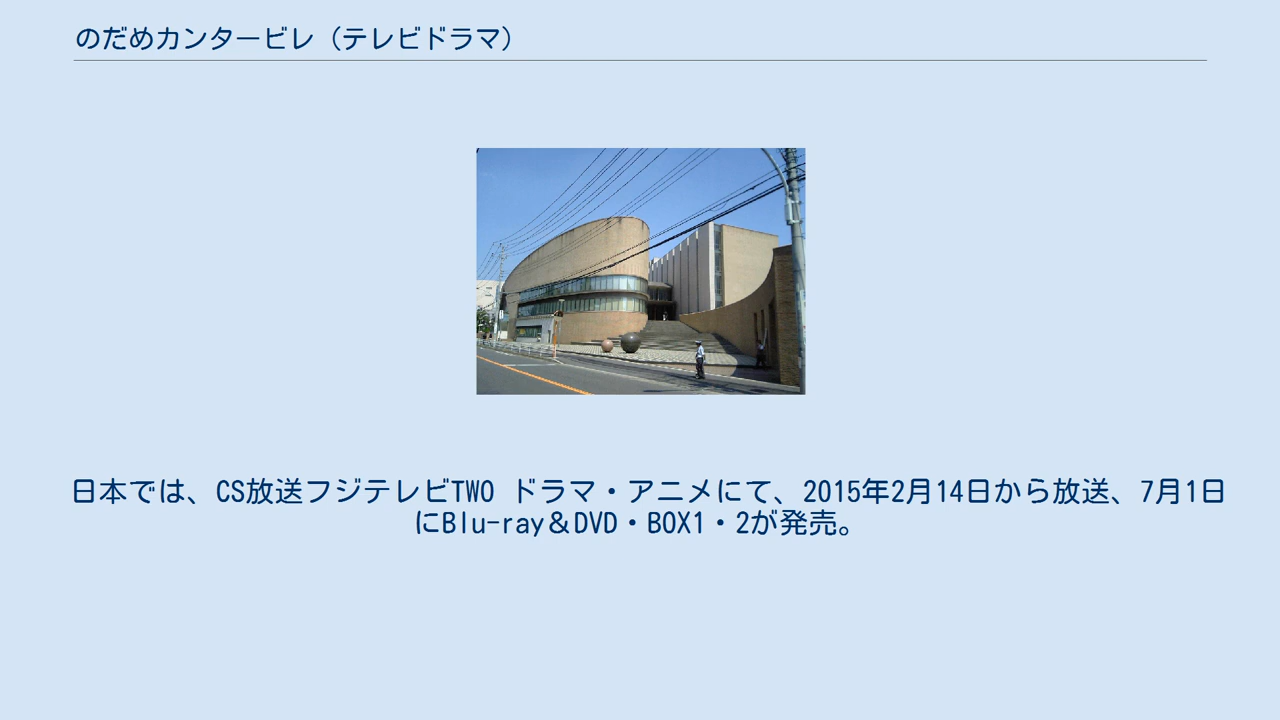 のだめカンタービレ（テレビドラマ）
日本では、CS放送フジテレビTWO ドラマ・アニメにて、2015年2月14日から放送、7月1日
にBlu-ray＆DVD・BOX1・2が発売。